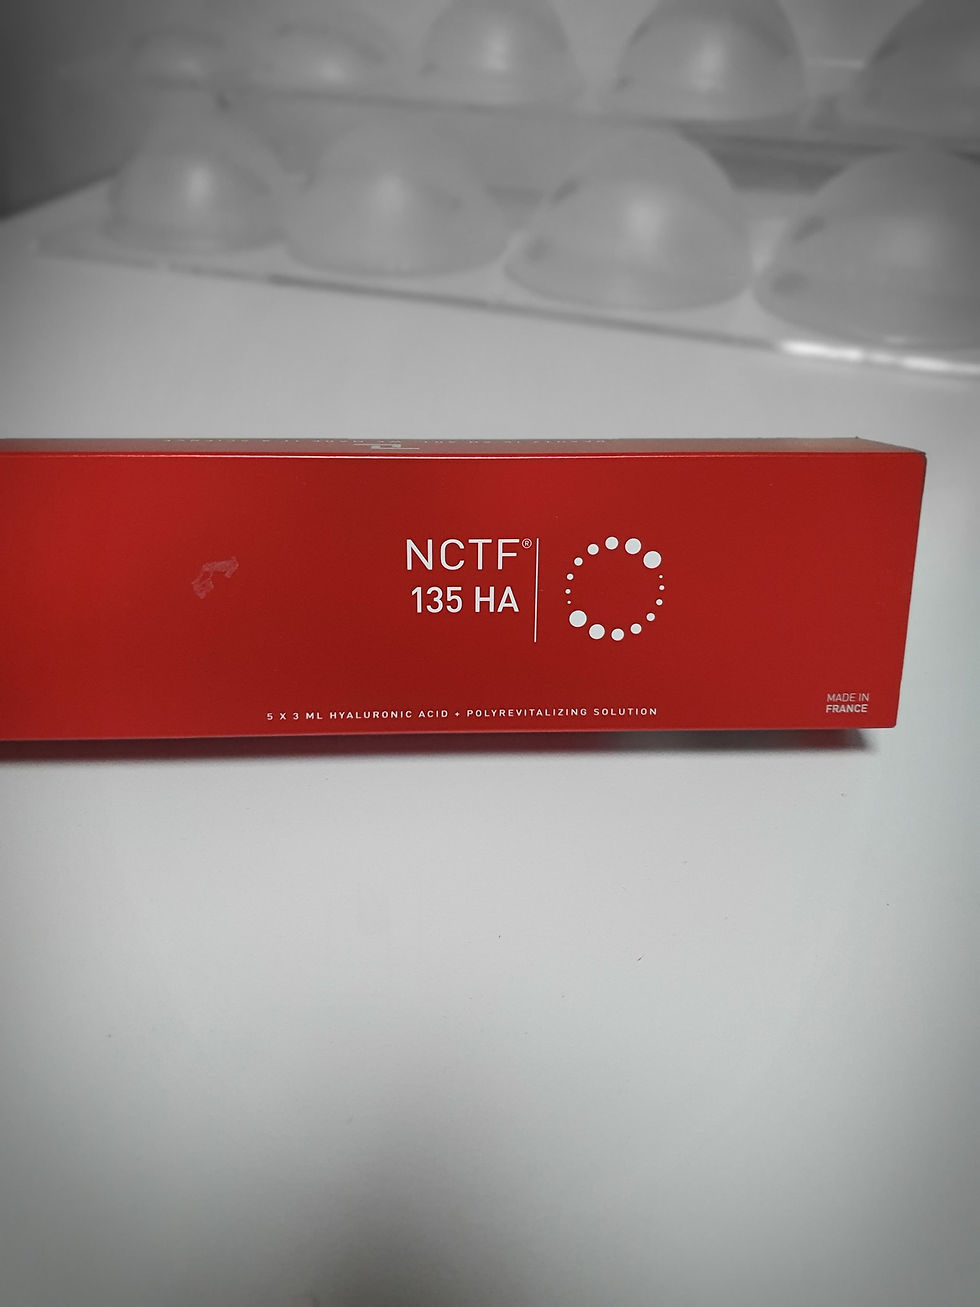 NCTF®
135 HA
5 X 3 ML HYALURONIC ACID + POLYREVITALIZING SOLUTION
MADE IN
FRANCE